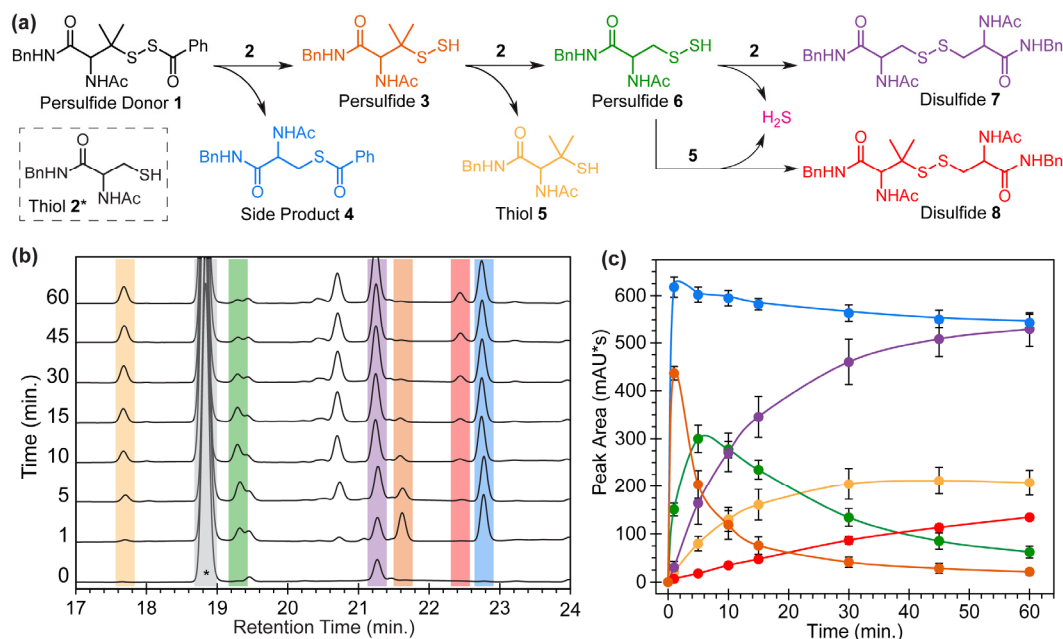 (a)
O
BnHN
NHAc
S
S
Ph
O
Persulfide Donor 1
2
O
BnHN
NHAc
S
SH
Persulfide 3
2
O
BnHN
NHAc
S
SH
Persulfide 6
2
O
BnHN
NHAc
S
S
NHAc
NHBn
O
Disulfide 7
H₂S
O
BnHN
NHAc
SH
Thiol 2*
NHAc
BnHN
O
S
Ph
O
Side Product 4
O
BnHN
NHAc
SH
Thiol 5
5
O
BnHN
NHAc
S
S
NHAc
NHBn
O
Disulfide 8
(b)
Time (min.)
60
45
30
15
10
5
1
0
*
17 18 19 20 21 22 23 24
Retention Time (min.)
(c)
Peak Area (mAU*s)
600
500
400
300
200
100
0
0 10 20 30 40 50 60
Time (min.)